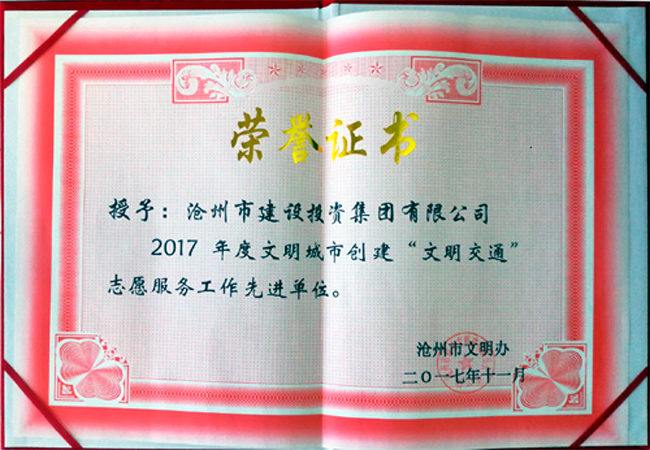 荣誉证书
授予：沧州市建设投资集团有限公司
2017 年度文明城市创建“文明交通”
志愿服务工作先进单位。
沧州市文明办
二〇一七年十一月